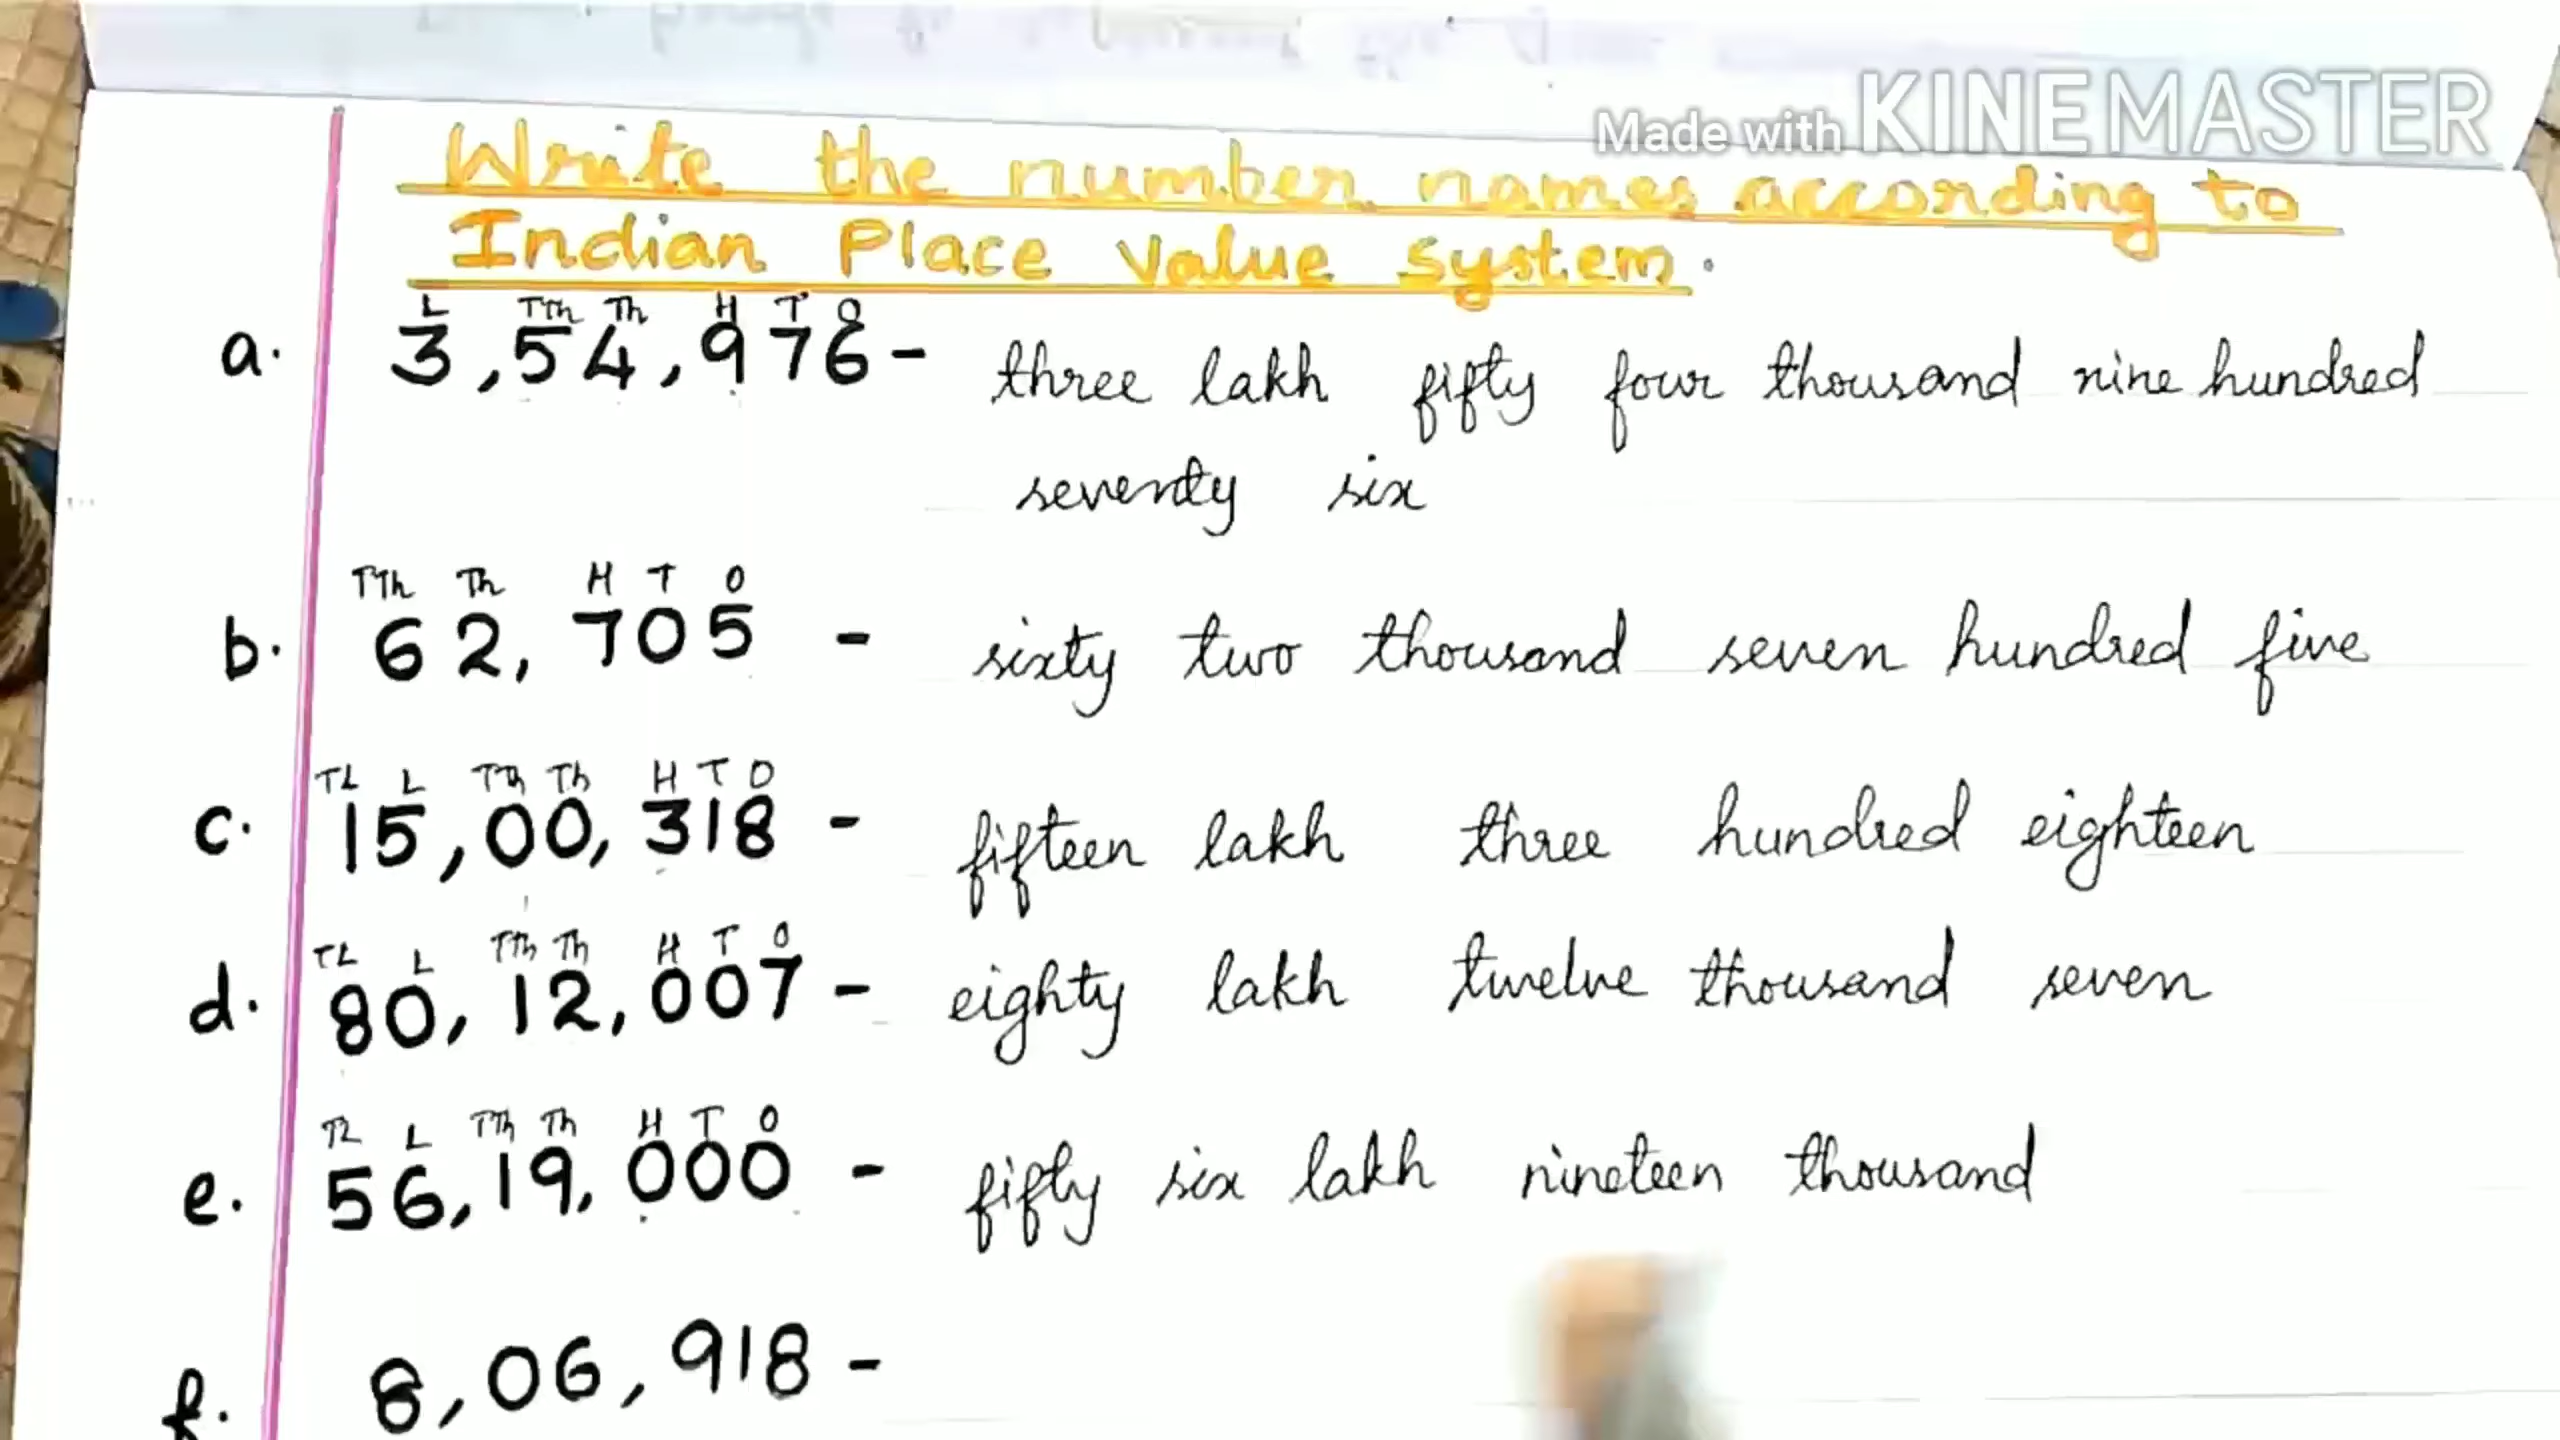 Made with KINEMASTER
Write the number names according to
Indian Place Value system.
L TTh Th H T O
a. 3,54,976 - three lakh fifty four thousand nine hundred
seventy six
TTh Th H T O
b. 62,705 - sixty two thousand seven hundred five
TL L TTh Th H T O
c. 15,00,318 - fifteen lakh three hundred eighteen
TL L TTh Th H T O
d. 80,12,007 - eighty lakh twelve thousand seven
TL L TTh Th H T O
e. 56,19,000 - fifty six lakh nineteen thousand
f. 8,06,918 -